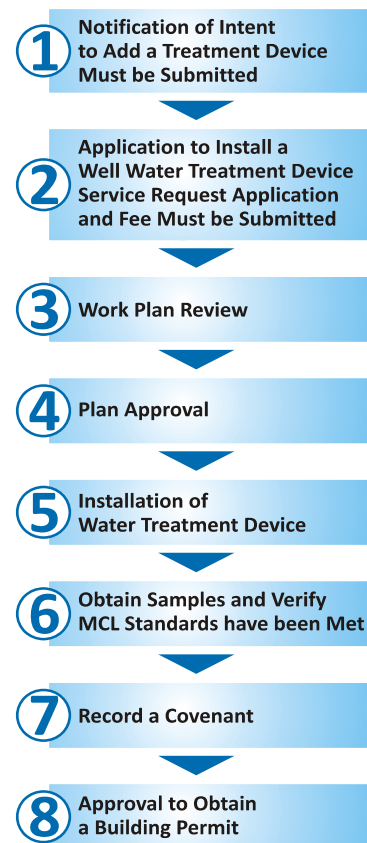 1
Notification of Intent
to Add a Treatment Device
Must be Submitted
2
Application to Install a
Well Water Treatment Device
Service Request Application
and Fee Must be Submitted
3
Work Plan Review
4
Plan Approval
5
Installation of
Water Treatment Device
6
Obtain Samples and Verify
MCL Standards have been Met
7
Record a Covenant
8
Approval to Obtain
a Building Permit